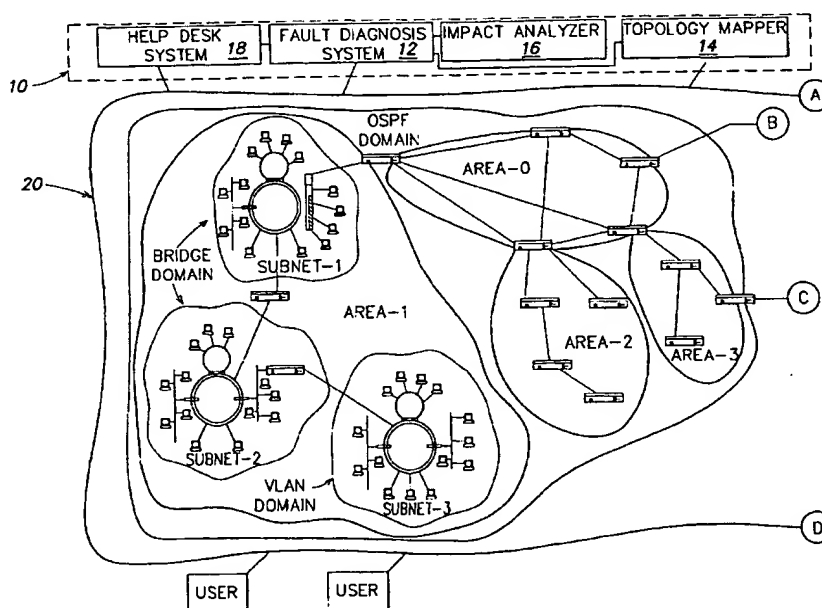 HELP DESK SYSTEM 18
FAULT DIAGNOSIS SYSTEM 12
IMPACT ANALYZER 16
TOPOLOGY MAPPER 14
10
A
OSPF DOMAIN
B
AREA-0
20
BRIDGE DOMAIN
SUBNET-1
C
AREA-1
AREA-2
AREA-3
SUBNET-2
VLAN DOMAIN
SUBNET-3
D
USER
USER